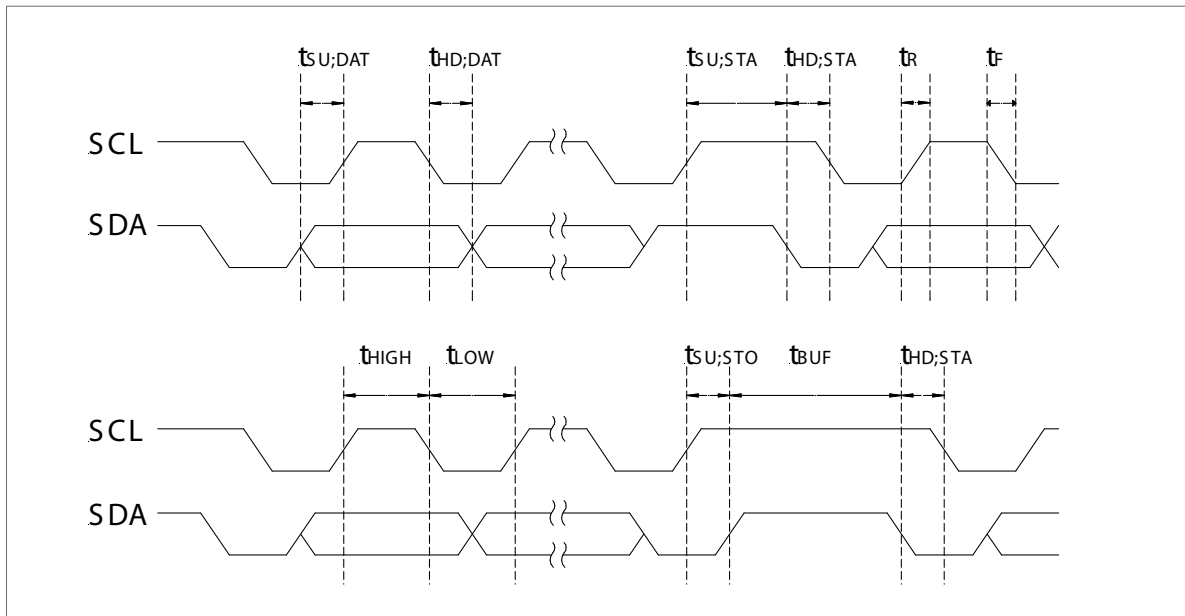 tSU;DAT tHD;DAT tSU;STA tHD;STA tR tF
SCL
SDA
tHIGH tLOW tSU;STO tBUF tHD;STA
SCL
SDA